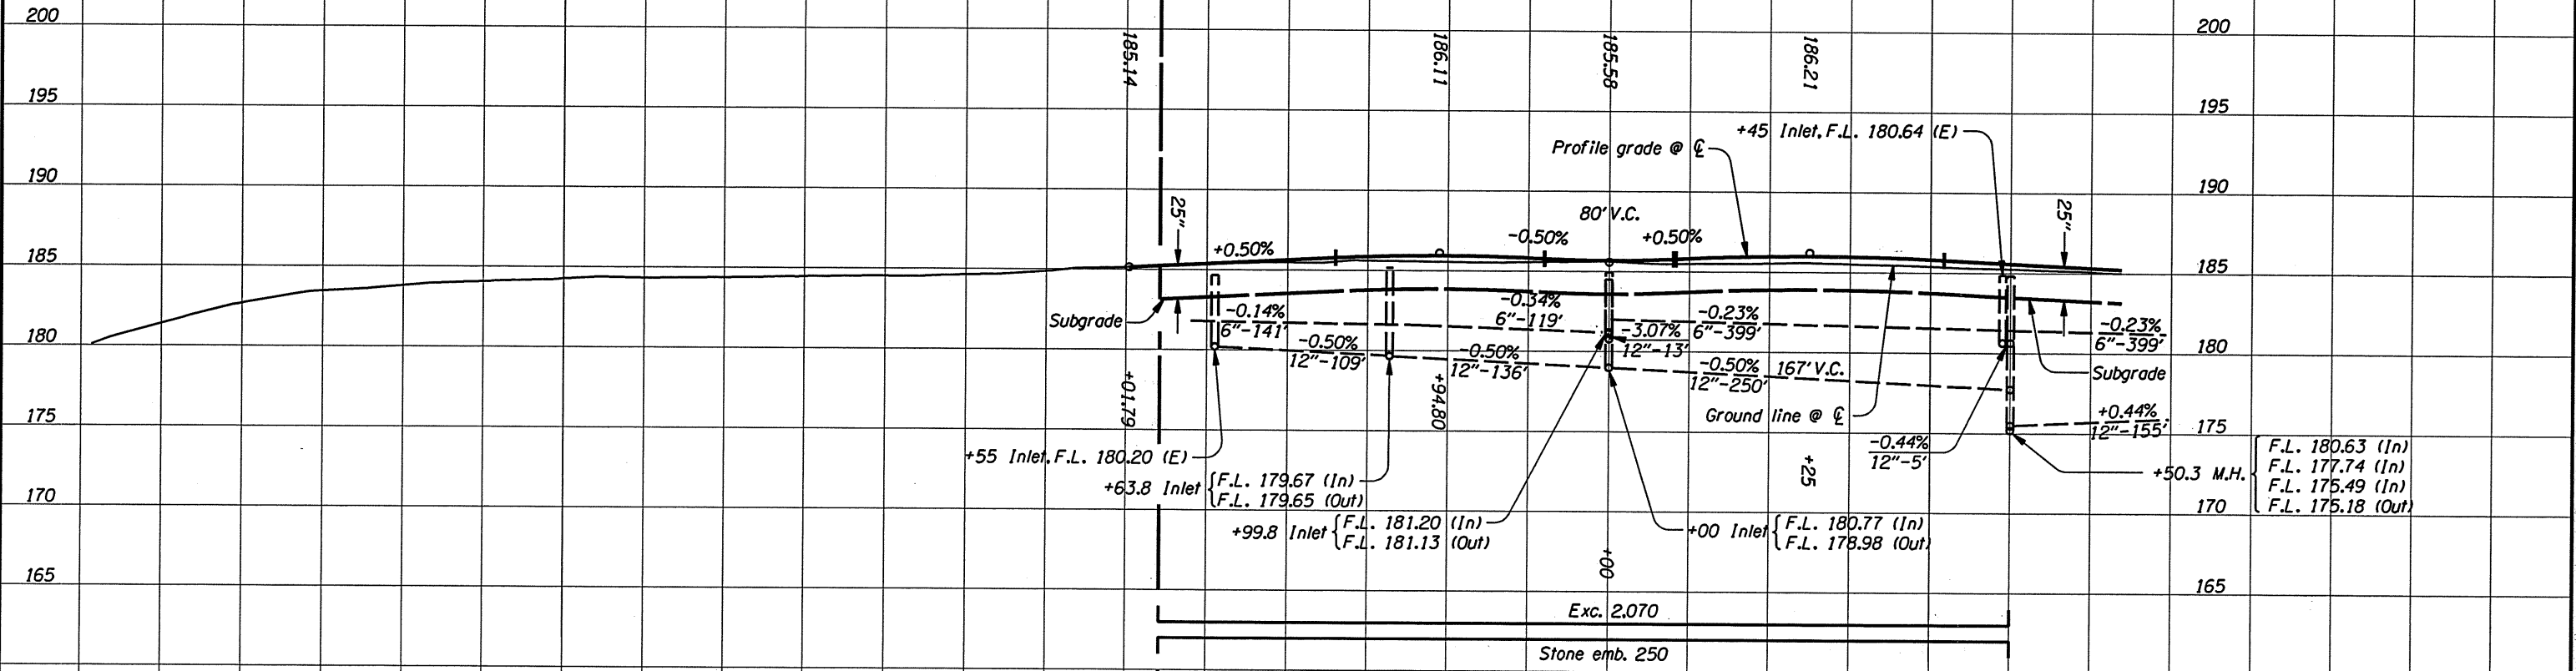 200
200
185.14
186.11
185.58
186.21
195
195
+45 Inlet, F.L. 180.64 (E)
Profile grade @ ℄
190
190
25"
80' V.C.
25"
+0.50%
-0.50%
+0.50%
185
185
Subgrade
-0.14%
6"-141'
-0.34%
6"-119'
-3.07%
12"-13'
-0.23%
6"-399'
-0.23%
6"-399'
180
180
-0.50%
12"-109'
-0.50%
12"-136'
-0.50%
12"-250'
167' V.C.
Subgrade
+01.79
+94.80
Ground line @ ℄
175
175
+0.44%
12"-155'
-0.44%
12"-5'
+55 Inlet, F.L. 180.20 (E)
+63.8 Inlet
F.L. 179.67 (In)
F.L. 179.65 (Out)
+25
+50.3 M.H.
F.L. 180.63 (In)
F.L. 177.74 (In)
F.L. 175.49 (In)
F.L. 175.18 (Out)
170
170
+99.8 Inlet
F.L. 181.20 (In)
F.L. 181.13 (Out)
+00 Inlet
F.L. 180.77 (In)
F.L. 178.98 (Out)
+00
165
165
Exc. 2,070
Stone emb. 250